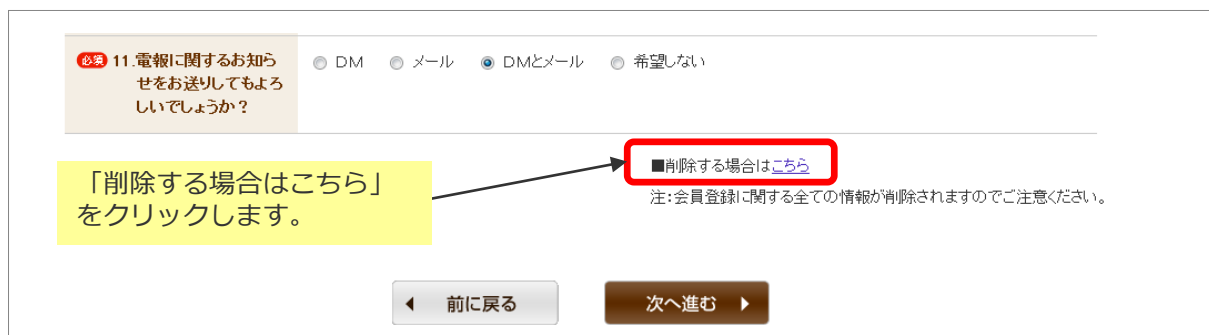 必須 11.電報に関するお知ら
せをお送りしてもよろ
しいでしょうか？
DM メール DMとメール 希望しない
■削除する場合はこちら
「削除する場合はこちら」
をクリックします。
注：会員登録に関する全ての情報が削除されますのでご注意ください。
前に戻る
次へ進む